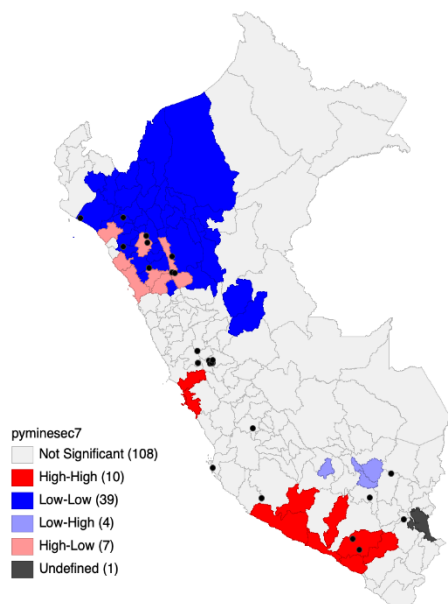 pyminesec7
Not Significant (108)
High-High (10)
Low-Low (39)
Low-High (4)
High-Low (7)
Undefined (1)